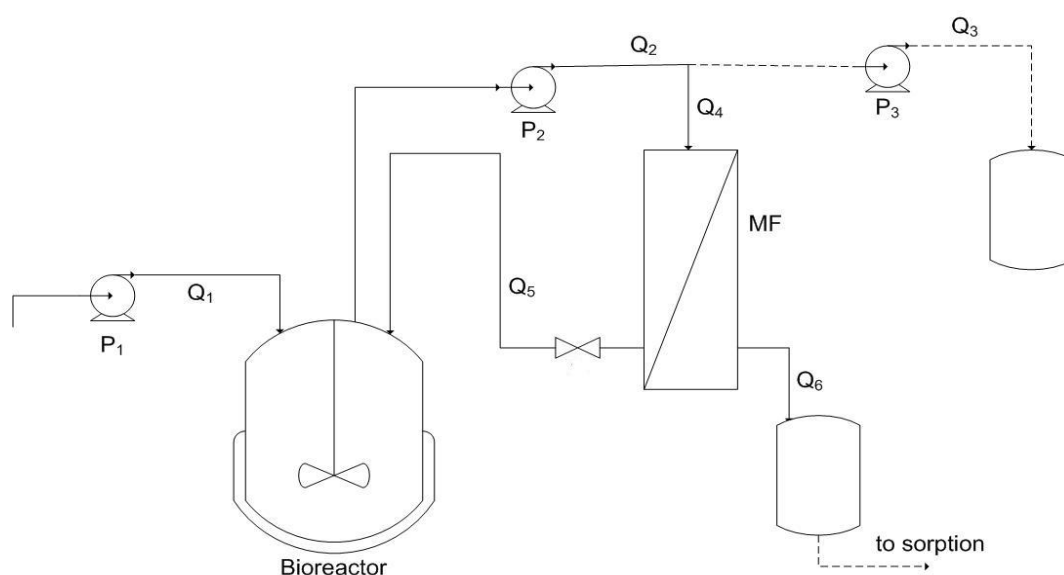 Q₃
Q₂
P₃
Q₄
P₂
MF
Q₁
Q₅
P₁
Q₆
to sorption
Bioreactor